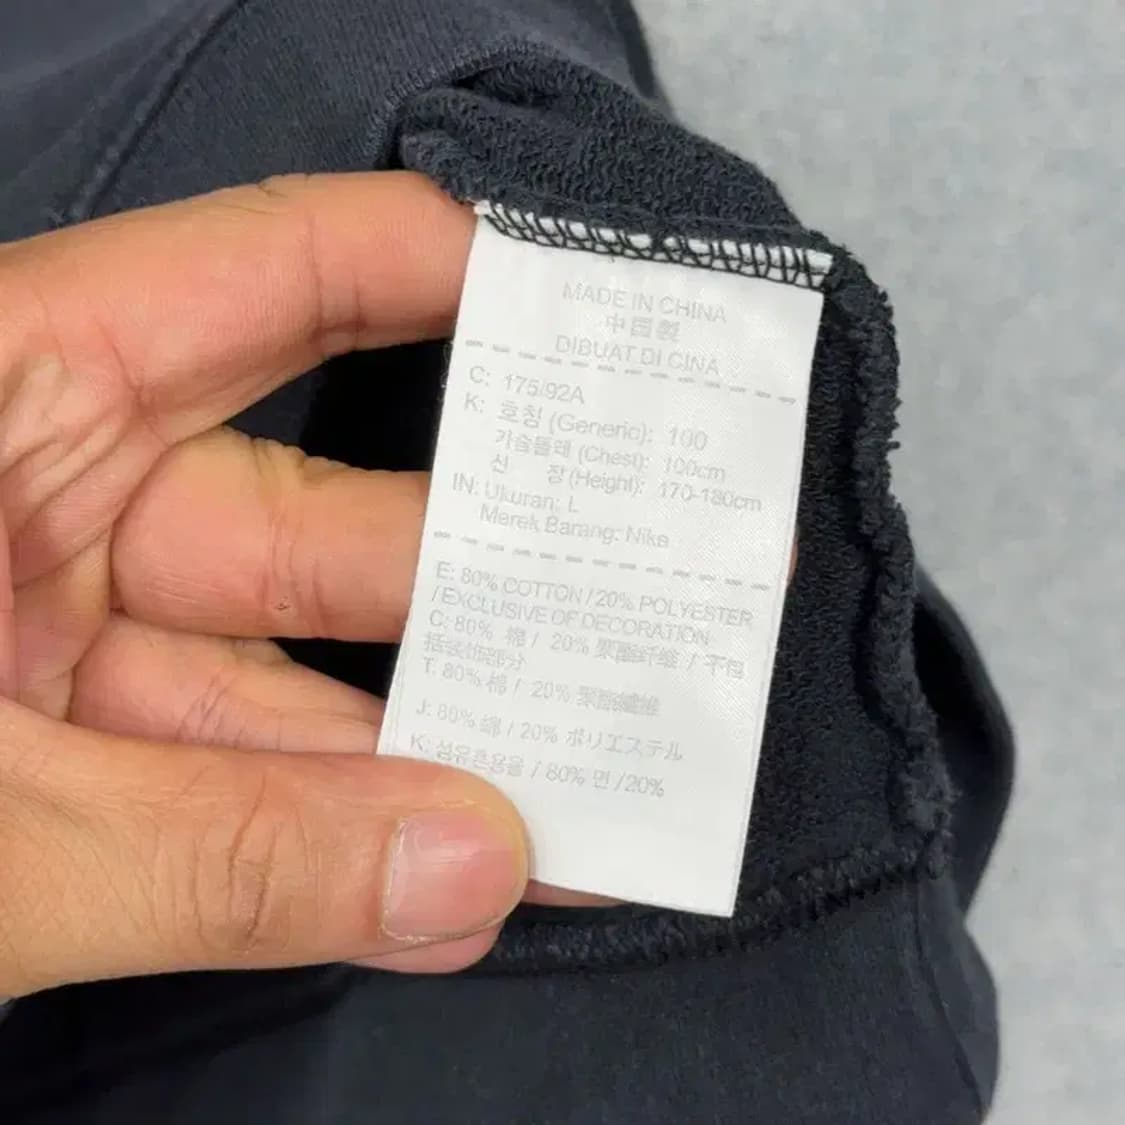 MADE IN CHINA
中国製
DIBUAT DI CINA
C: 175/92A
K: 호칭 (Generic): 100
가슴둘레 (Chest): 100cm
신 장 (Height): 170-180cm
IN: Ukuran: L
Merek Barang: Nike
E: 80% COTTON / 20% POLYESTER
/ EXCLUSIVE OF DECORATION
C: 80% 棉 / 20% 聚酯纤维 / 不包
括装饰部分
T: 80% 棉 / 20% 聚酯纖維
J: 80% 綿 / 20% ポリエステル
K: 섬유혼용율 / 80% 면 / 20%